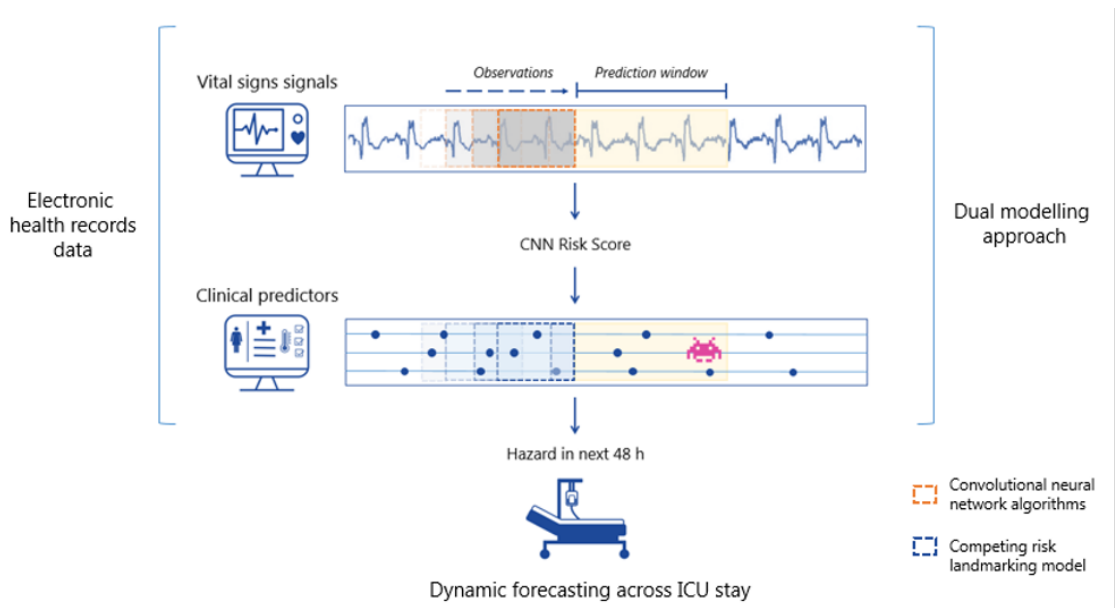 Observations
Prediction window
Vital signs signals
Electronic
health records
data
Dual modelling
approach
CNN Risk Score
Clinical predictors
Hazard in next 48 h
Convolutional neural
network algorithms
Competing risk
landmarking model
Dynamic forecasting across ICU stay